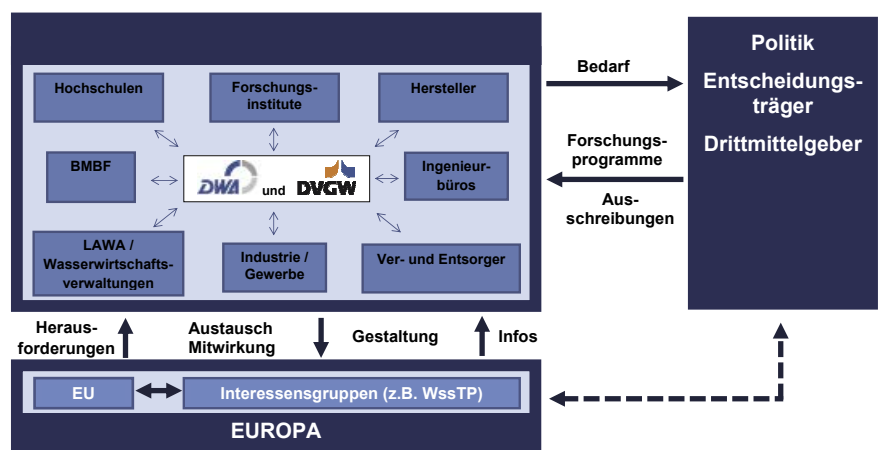 Hochschulen
Forschungs-
institute
Hersteller
BMBF
DWA und DVGW
Ingenieur-
büros
LAWA /
Wasserwirtschafts-
verwaltungen
Industrie /
Gewerbe
Ver- und Entsorger
Bedarf
Forschungs-
programme
Aus-
schreibungen
Politik
Entscheidungs-
träger
Drittmittelgeber
Heraus-
forderungen
Austausch
Mitwirkung
Gestaltung
Infos
EU
Interessensgruppen (z.B. WssTP)
EUROPA